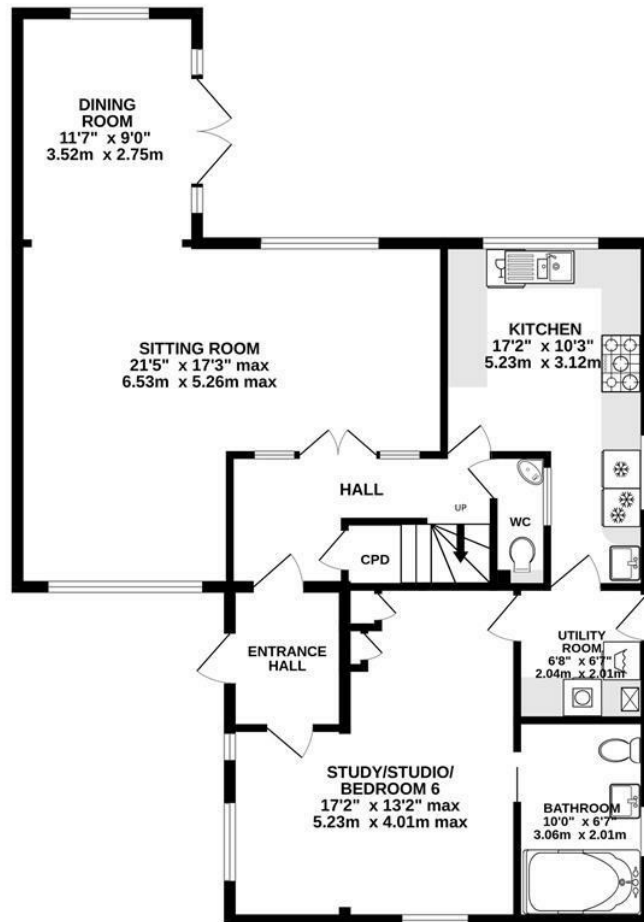 DINING
ROOM
11'7" x 9'0"
3.52m x 2.75m
SITTING ROOM
21'5" x 17'3" max
6.53m x 5.26m max
KITCHEN
17'2" x 10'3"
5.23m x 3.12m
HALL
UP
WC
CPD
ENTRANCE
HALL
UTILITY
ROOM
6'8" x 6'7"
2.04m x 2.01m
STUDY/STUDIO/
BEDROOM 6
17'2" x 13'2" max
5.23m x 4.01m max
BATHROOM
10'0" x 6'7"
3.06m x 2.01m